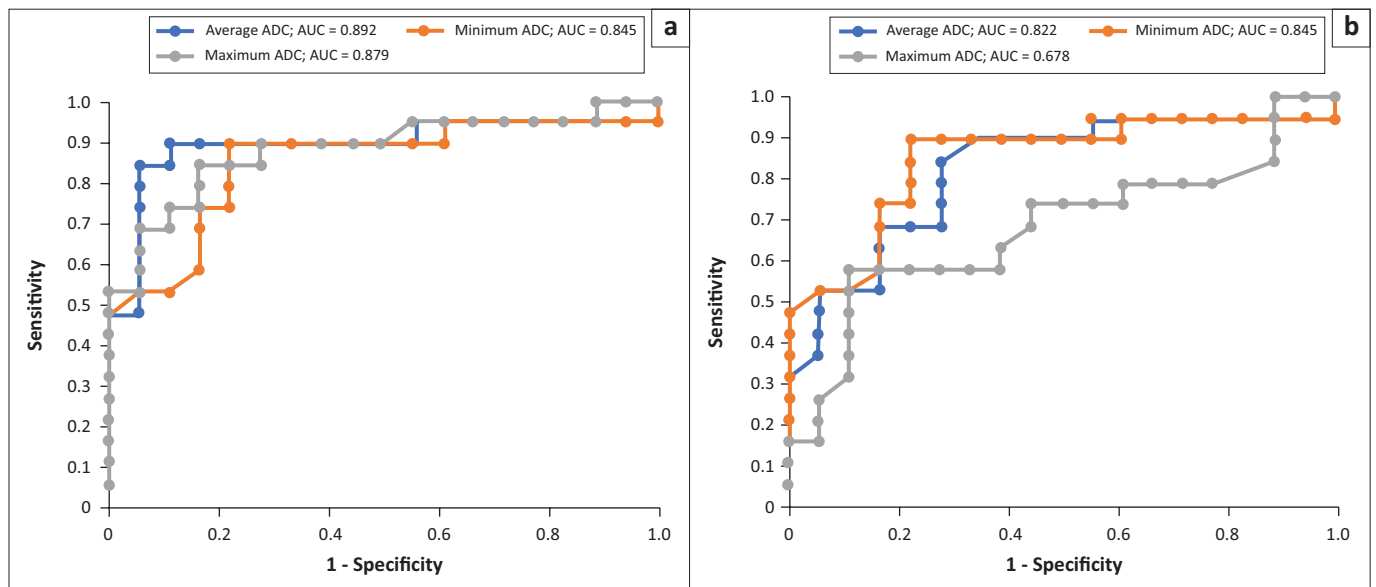 a
Average ADC; AUC = 0.892 Minimum ADC; AUC = 0.845
Maximum ADC; AUC = 0.879
1.0
0.9
0.8
0.7
0.6
0.5
0.4
0.3
0.2
0.1
0
Sensitivity
0 0.2 0.4 0.6 0.8 1.0
1 - Specificity
b
Average ADC; AUC = 0.822 Minimum ADC; AUC = 0.845
Maximum ADC; AUC = 0.678
1.0
0.9
0.8
0.7
0.6
0.5
0.4
0.3
0.2
0.1
0
Sensitivity
0 0.2 0.4 0.6 0.8 1.0
1 - Specificity